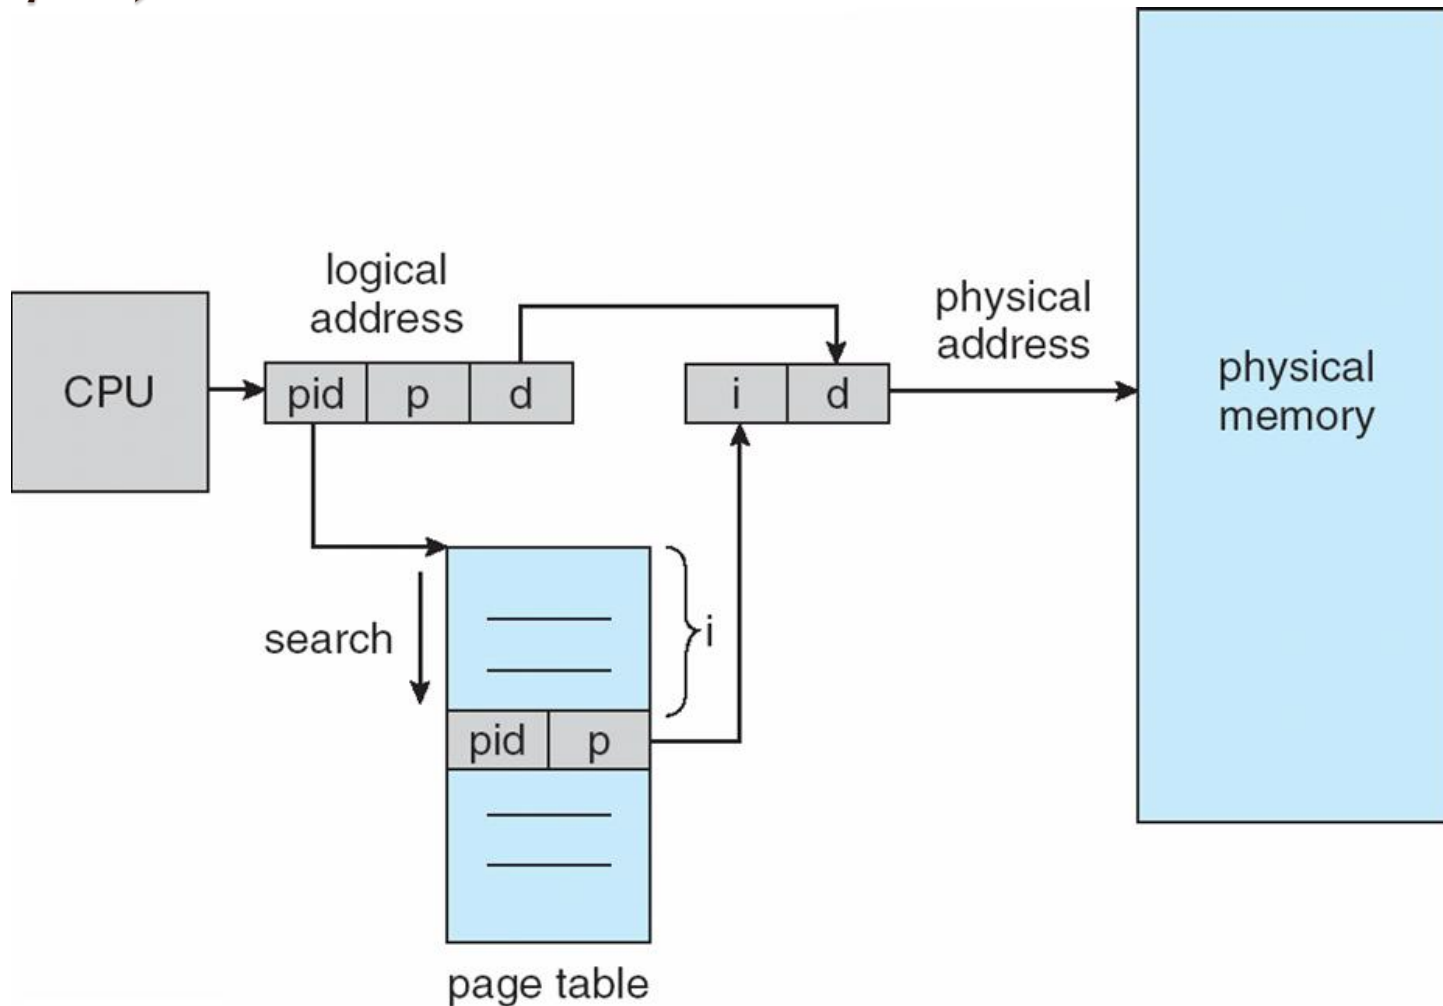 logical
address
physical
address
CPU
pid p d
i d
physical
memory
search
i
pid p
page table